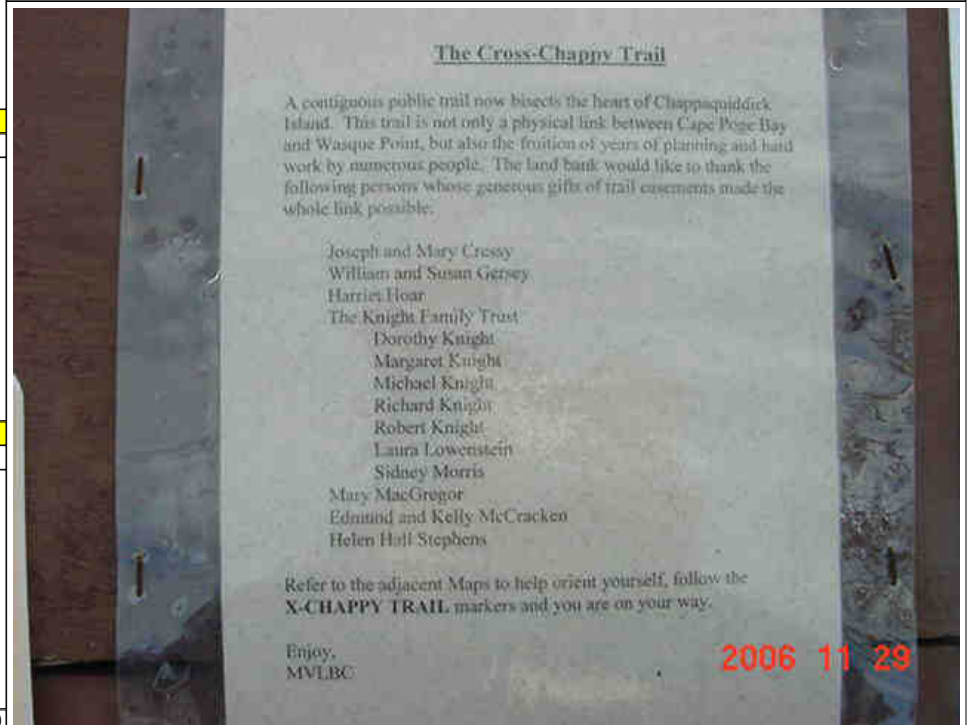 The Cross-Chappy Trail
A contiguous public trail now bisects the heart of Chappaquiddick
Island. This trail is not only a physical link between Cape Poge Bay
and Wasque Point, but also the fruition of years of planning and hard
work by numerous people. The land bank would like to thank the
following persons whose generous gifts of trail easements made the
whole link possible.
Joseph and Mary Cressy
William and Susan Gersey
Harriet Hoar
The Knight Family Trust
Dorothy Knight
Margaret Knight
Michael Knight
Richard Knight
Robert Knight
Laura Lowenstein
Sidney Morris
Mary MacGregor
Edmund and Kelly McCracken
Helen Hall Stephens
Refer to the adjacent Maps to help orient yourself, follow the
X-CHAPPY TRAIL markers and you are on your way.
Enjoy,
MVLBC
2006 11 29